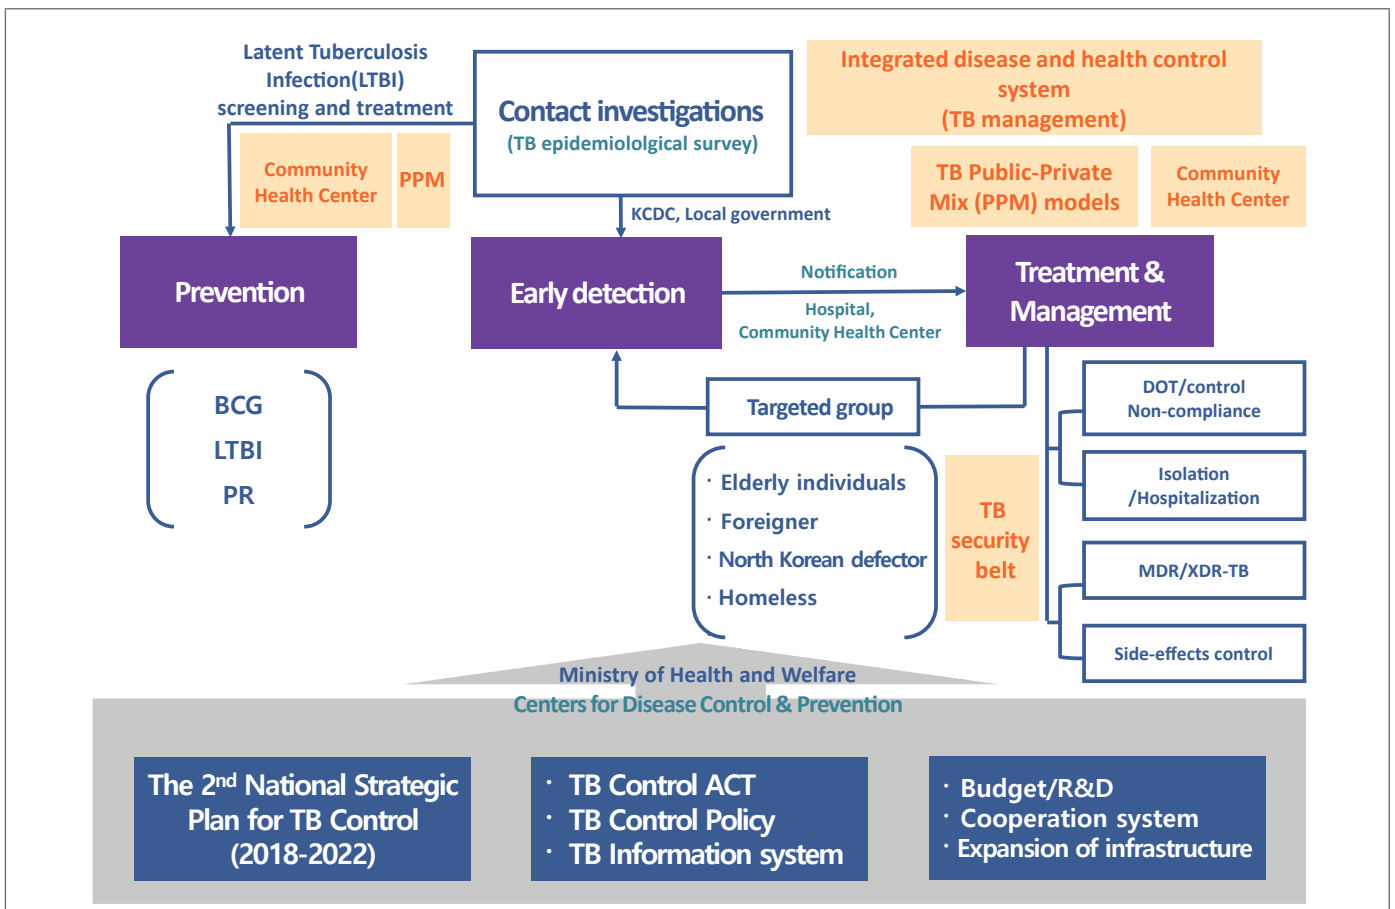 Latent Tuberculosis
Infection(LTBI)
screening and treatment
Contact investigations
(TB epidemiololgical survey)
Integrated disease and health control
system
(TB management)
Community
Health Center
PPM
TB Public-Private
Mix (PPM) models
Community
Health Center
KCDC, Local government
Prevention
Early detection
Notification
Hospital,
Community Health Center
Treatment &
Management
BCG
LTBI
PR
Targeted group
· Elderly individuals
· Foreigner
· North Korean defector
· Homeless
TB
security
belt
DOT/control
Non-compliance
Isolation
/Hospitalization
MDR/XDR-TB
Side-effects control
Ministry of Health and Welfare
Centers for Disease Control & Prevention
The 2nd National Strategic
Plan for TB Control
(2018-2022)
· TB Control ACT
· TB Control Policy
· TB Information system
· Budget/R&D
· Cooperation system
· Expansion of infrastructure